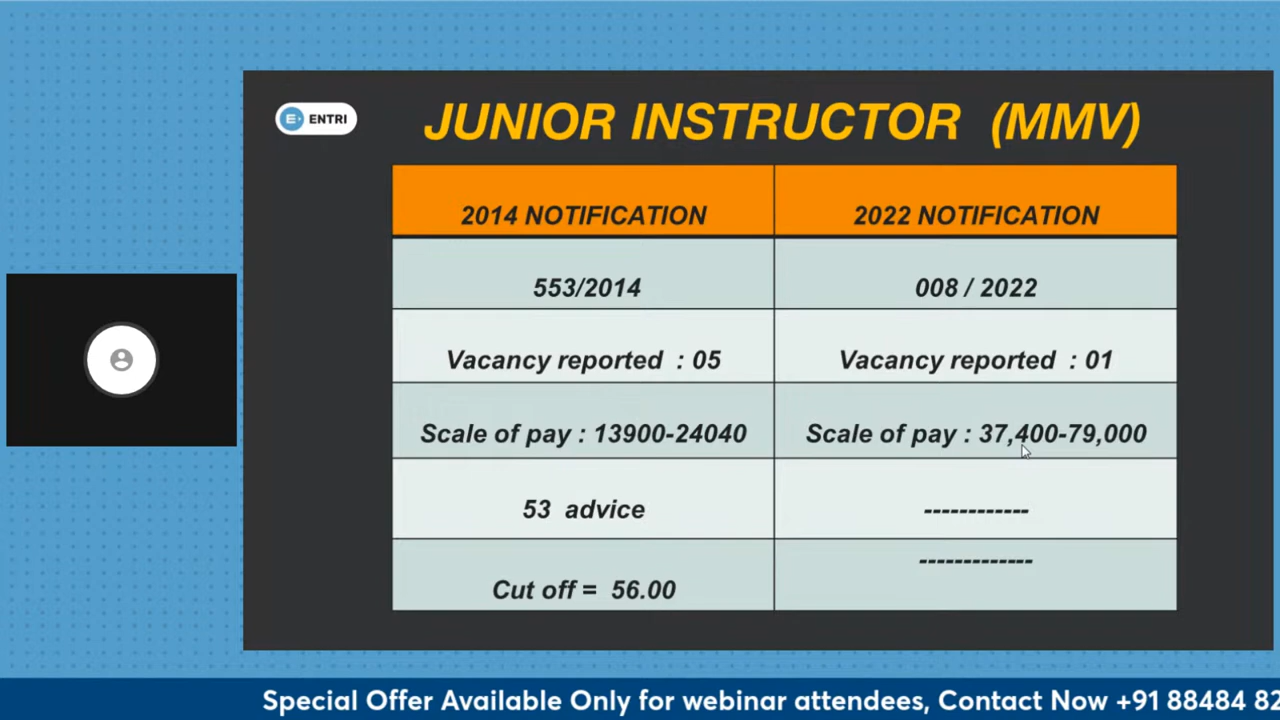 E ENTRI
JUNIOR INSTRUCTOR (MMV)
2014 NOTIFICATION
2022 NOTIFICATION
553/2014
008 / 2022
Vacancy reported : 05
Vacancy reported : 01
Scale of pay : 13900-24040
Scale of pay : 37,400-79,000
53 advice
------------
Cut off = 56.00
-------------
Special Offer Available Only for webinar attendees, Contact Now +91 88484 82